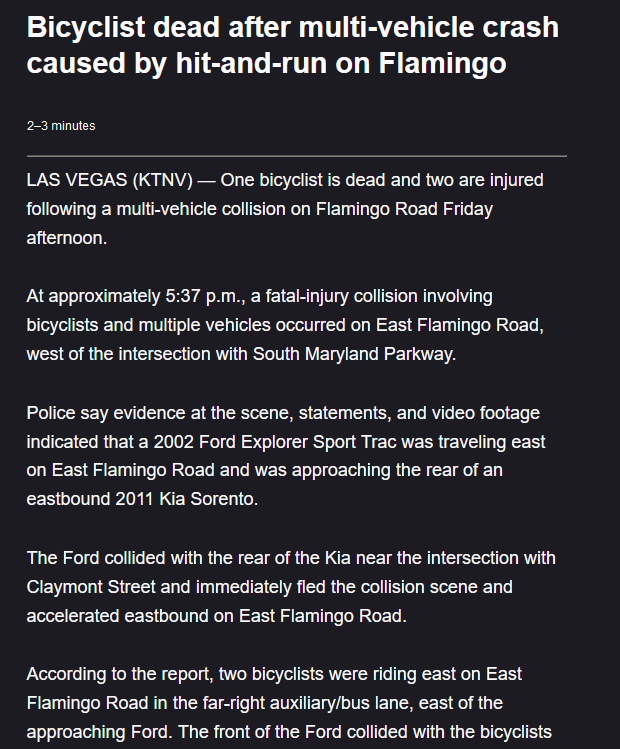 Bicyclist dead after multi-vehicle crash
caused by hit-and-run on Flamingo
2–3 minutes
LAS VEGAS (KTNV) — One bicyclist is dead and two are injured
following a multi-vehicle collision on Flamingo Road Friday
afternoon.
At approximately 5:37 p.m., a fatal-injury collision involving
bicyclists and multiple vehicles occurred on East Flamingo Road,
west of the intersection with South Maryland Parkway.
Police say evidence at the scene, statements, and video footage
indicated that a 2002 Ford Explorer Sport Trac was traveling east
on East Flamingo Road and was approaching the rear of an
eastbound 2011 Kia Sorento.
The Ford collided with the rear of the Kia near the intersection with
Claymont Street and immediately fled the collision scene and
accelerated eastbound on East Flamingo Road.
According to the report, two bicyclists were riding east on East
Flamingo Road in the far-right auxiliary/bus lane, east of the
approaching Ford. The front of the Ford collided with the bicyclists